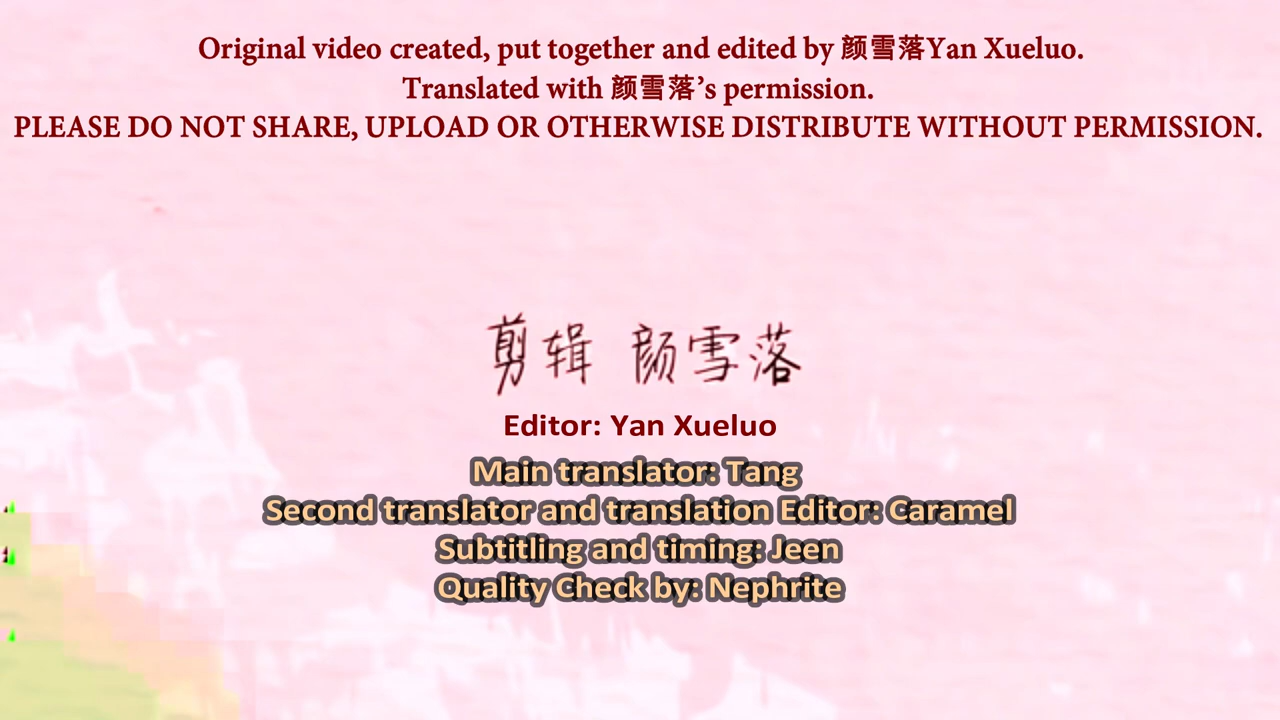 Original video created, put together and edited by 颜雪落Yan Xueluo.
Translated with 颜雪落’s permission.
PLEASE DO NOT SHARE, UPLOAD OR OTHERWISE DISTRIBUTE WITHOUT PERMISSION.
剪辑 颜雪落
Editor: Yan Xueluo
Main translator: Tang
Second translator and translation Editor: Caramel
Subtitling and timing: Jeen
Quality Check by: Nephrite